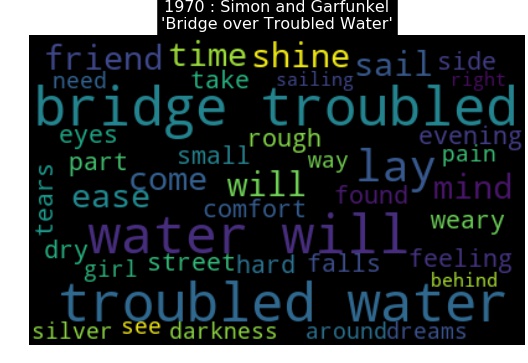 1970 : Simon and Garfunkel
'Bridge over Troubled Water'
friend time shine sail side
need take sailing right
bridge troubled
eyes rough evening
part small way lay pain
tears ease come will found mind
comfort weary
water will
dry girl street hard falls feeling
behind
troubled water
silver see darkness around dreams